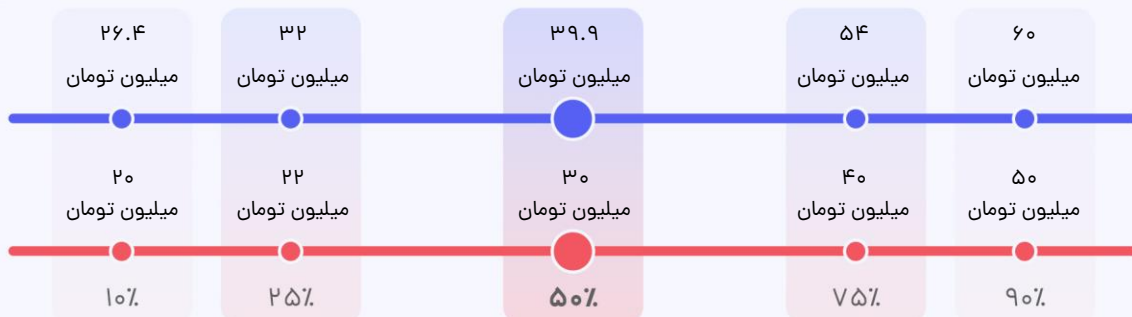 ۲۶.۴
میلیون تومان
۳۲
میلیون تومان
۳۹.۹
میلیون تومان
۵۴
میلیون تومان
۶۰
میلیون تومان
۲۰
میلیون تومان
۲۲
میلیون تومان
۳۰
میلیون تومان
۴۰
میلیون تومان
۵۰
میلیون تومان
۱۰٪
۲۵٪
۵۰٪
۷۵٪
۹۰٪